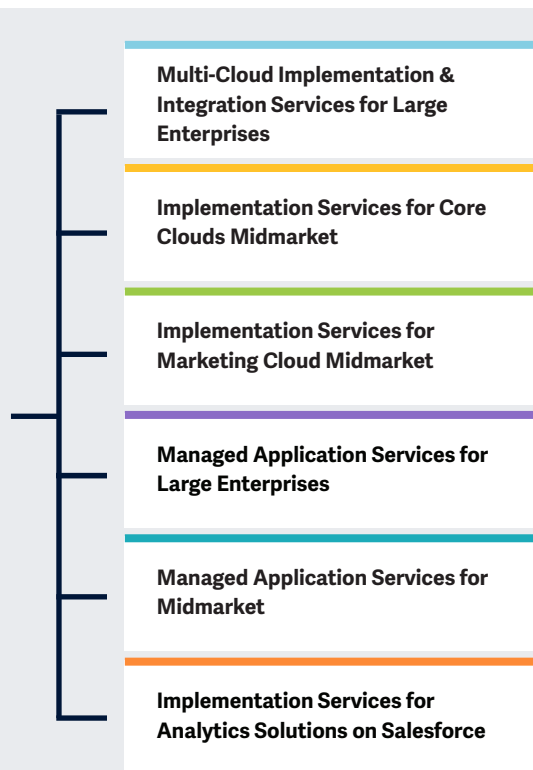 Multi-Cloud Implementation &
Integration Services for Large
Enterprises
Implementation Services for Core
Clouds Midmarket
Implementation Services for
Marketing Cloud Midmarket
Managed Application Services for
Large Enterprises
Managed Application Services for
Midmarket
Implementation Services for
Analytics Solutions on Salesforce